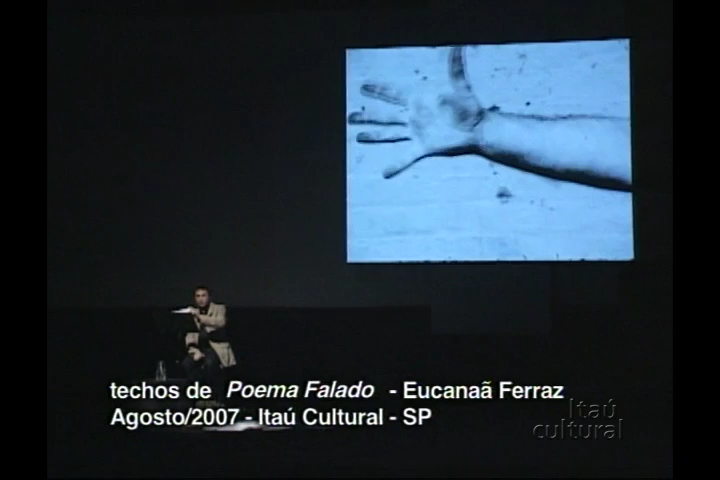 techos de Poema Falado - Eucanaã Ferraz
Agosto/2007 - Itaú Cultural - SP
Itaú
cultural